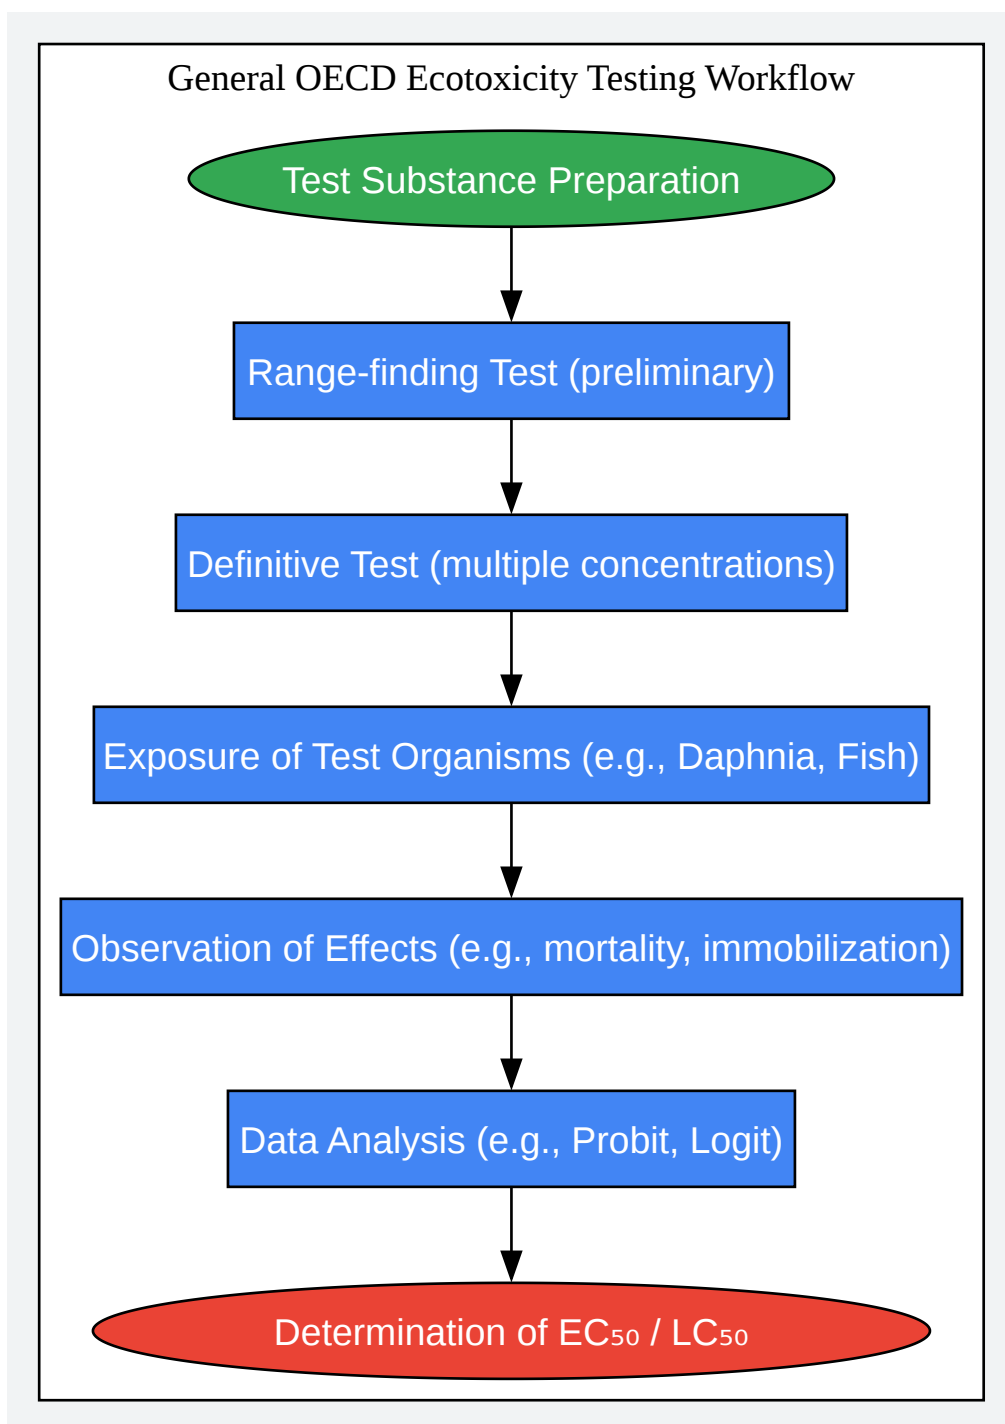 General OECD Ecotoxicity Testing Workflow
Test Substance Preparation
Range-finding Test (preliminary)
Definitive Test (multiple concentrations)
Exposure of Test Organisms (e.g., Daphnia, Fish)
Observation of Effects (e.g., mortality, immobilization)
Data Analysis (e.g., Probit, Logit)
Determination of EC₅₀ / LC₅₀